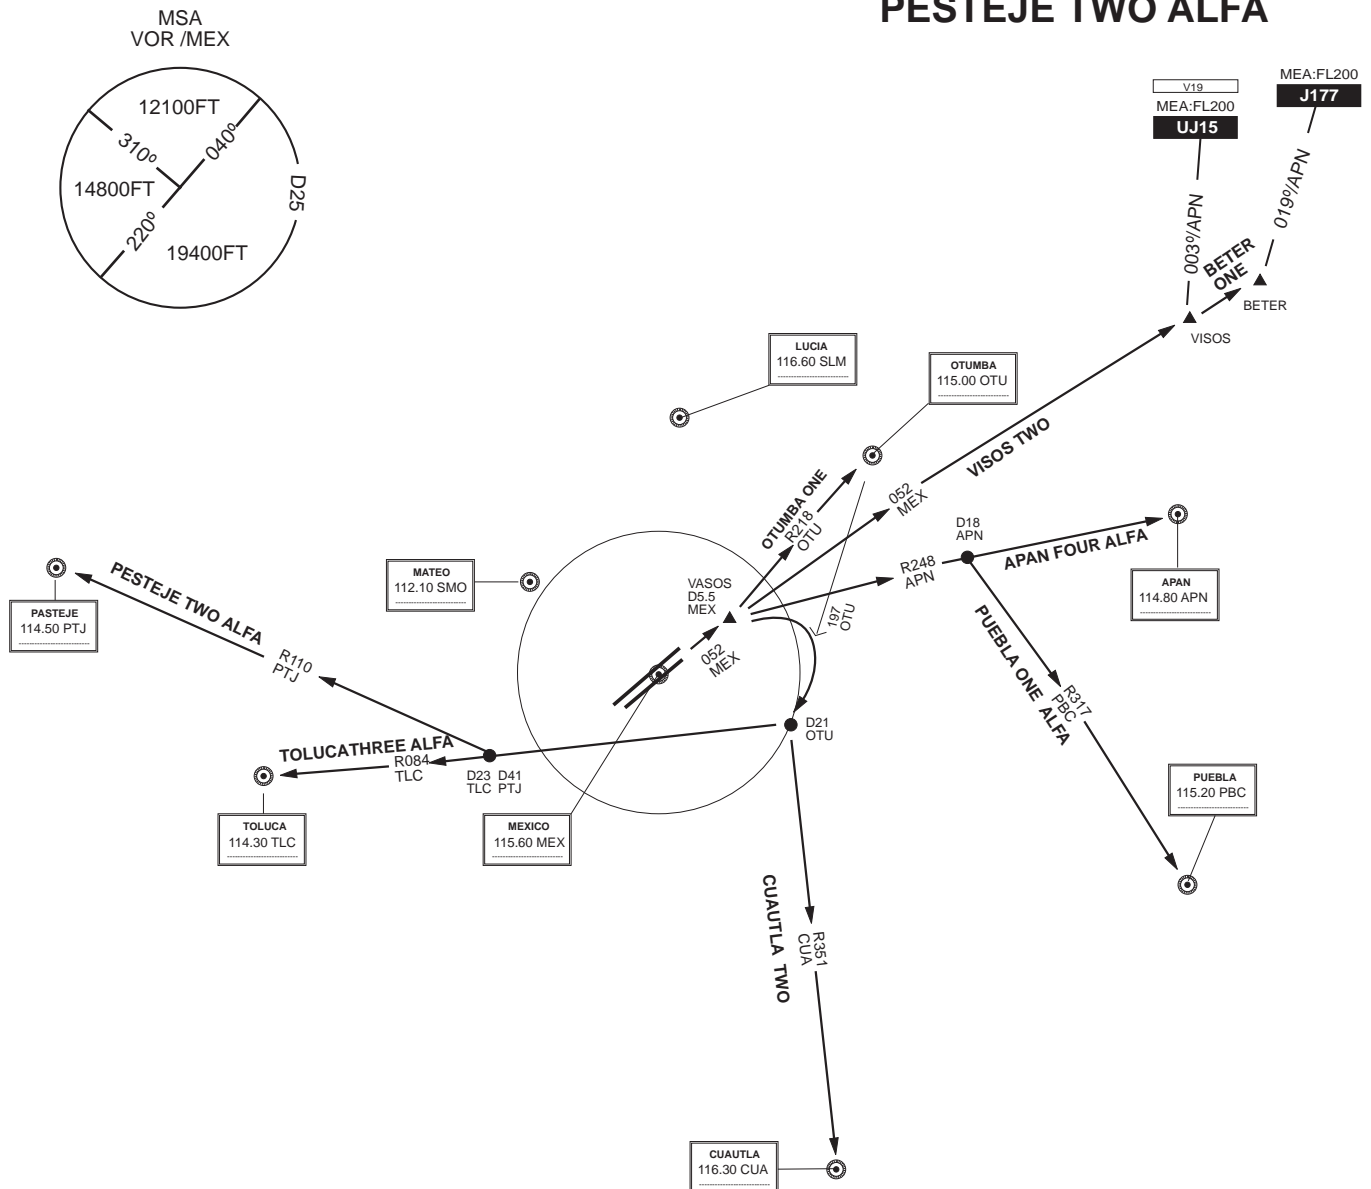 PESTEJE TWO ALFA
MSA
VOR /MEX
12100FT
310º
040º
14800FT
D25
220º
19400FT
V19
MEA:FL200
UJ15
MEA:FL200
J177
003º/APN
019º/APN
BETER
ONE
BETER
VISOS
LUCIA
116.60 SLM
OTUMBA
115.00 OTU
VISOS TWO
OTUMBA ONE
R218
OTU
052
MEX
D18
APN
APAN FOUR ALFA
R248
APN
APAN
114.80 APN
MATEO
112.10 SMO
VASOS
D5.5
MEX
197
OTU
052
MEX
PESTEJE TWO ALFA
PASTEJE
114.50 PTJ
R110
PTJ
PUEBLA ONE ALFA
R317
PBC
D21
OTU
TOLUCATHREE ALFA
R084
TLC
D23 D41
TLC PTJ
PUEBLA
115.20 PBC
TOLUCA
114.30 TLC
MEXICO
115.60 MEX
CUAUTLA TWO
R351
CUA
CUAUTLA
116.30 CUA